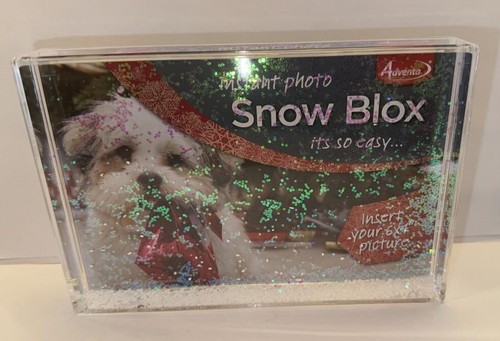 Adventa
instant photo
Snow Blox
its so easy...
Insert
your 6x4"
picture